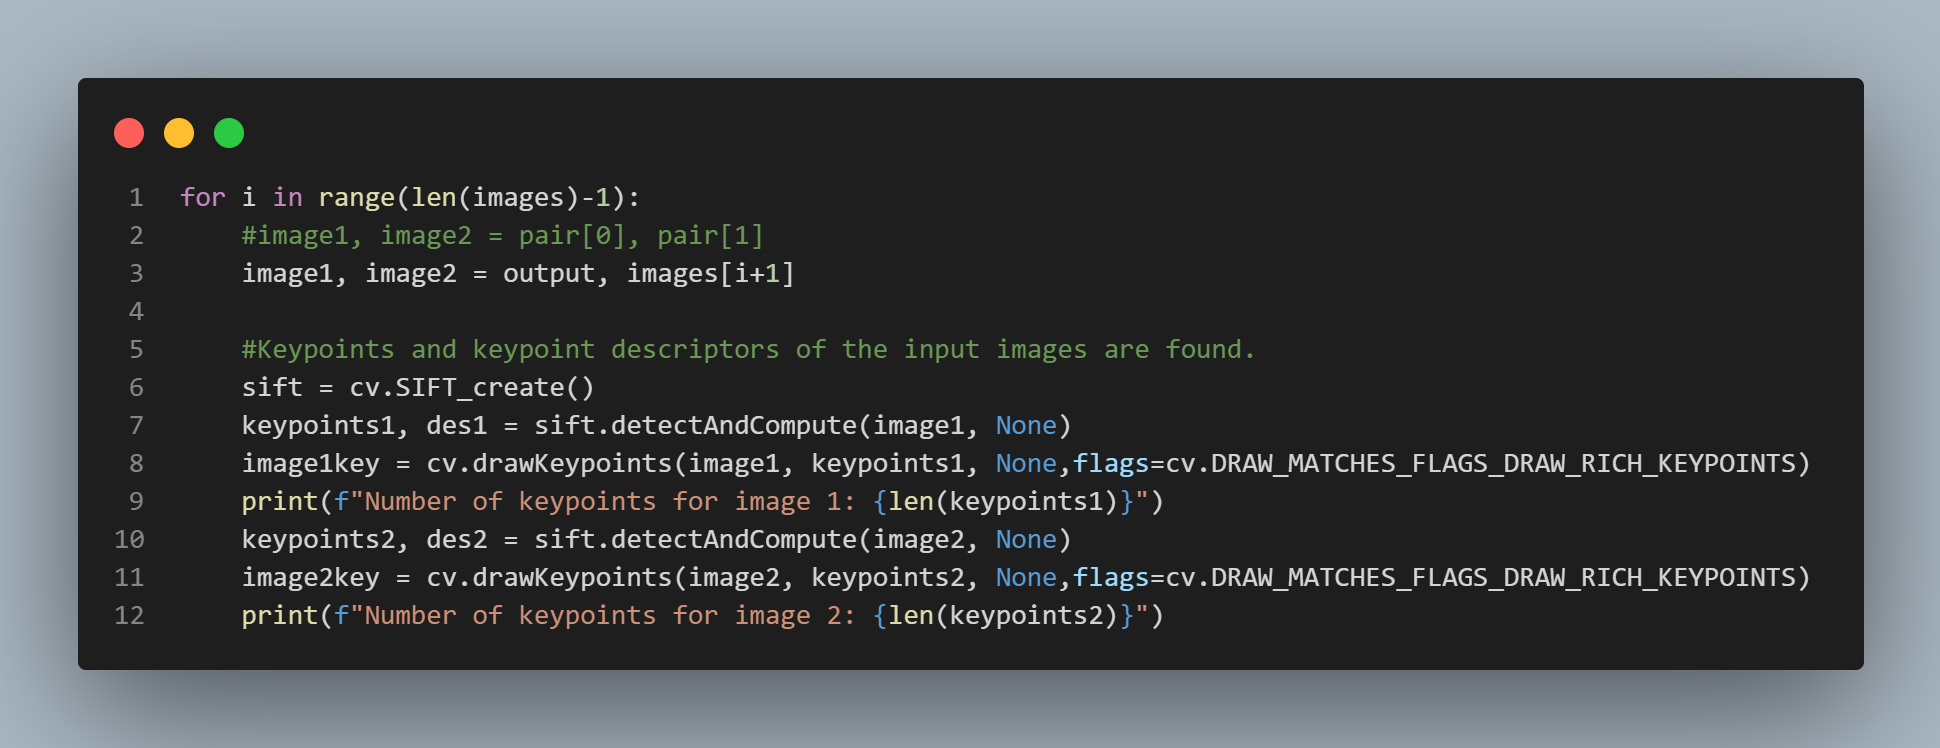 1 for i in range(len(images)-1):
2     #image1, image2 = pair[0], pair[1]
3     image1, image2 = output, images[i+1]
4
5     #Keypoints and keypoint descriptors of the input images are found.
6     sift = cv.SIFT_create()
7     keypoints1, des1 = sift.detectAndCompute(image1, None)
8     image1key = cv.drawKeypoints(image1, keypoints1, None,flags=cv.DRAW_MATCHES_FLAGS_DRAW_RICH_KEYPOINTS)
9     print(f"Number of keypoints for image 1: {len(keypoints1)}")
10     keypoints2, des2 = sift.detectAndCompute(image2, None)
11     image2key = cv.drawKeypoints(image2, keypoints2, None,flags=cv.DRAW_MATCHES_FLAGS_DRAW_RICH_KEYPOINTS)
12     print(f"Number of keypoints for image 2: {len(keypoints2)}")